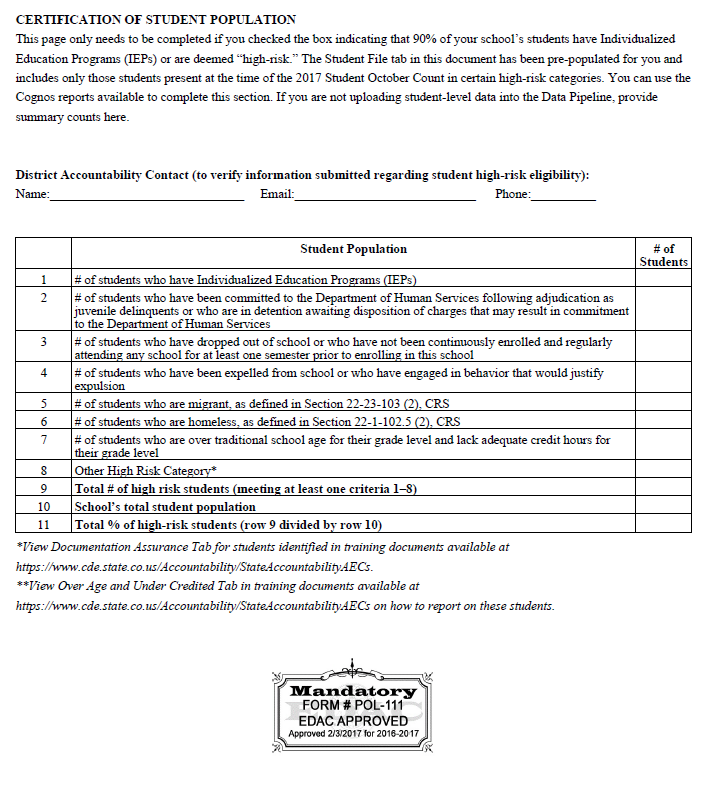 CERTIFICATION OF STUDENT POPULATION
This page only needs to be completed if you checked the box indicating that 90% of your school's students have Individualized
Education Programs (IEPs) or are deemed "high-risk." The Student File tab in this document has been pre-populated for you and
includes only those students present at the time of the 2017 Student October Count in certain high-risk categories. You can use the
Cognos reports available to complete this section. If you are not uploading student-level data into the Data Pipeline, provide
summary counts here.
District Accountability Contact (to verify information submitted regarding student high-risk eligibility):
Name:_______________________________ Email:_____________________________ Phone:__________
Student Population # of
Students
1 # of students who have Individualized Education Programs (IEPs)
2 # of students who have been committed to the Department of Human Services following adjudication as
juvenile delinquents or who are in detention awaiting disposition of charges that may result in commitment
to the Department of Human Services
3 # of students who have dropped out of school or who have not been continuously enrolled and regularly
attending any school for at least one semester prior to enrolling in this school
4 # of students who have been expelled from school or who have engaged in behavior that would justify
expulsion
5 # of students who are migrant, as defined in Section 22-23-103 (2), CRS
6 # of students who are homeless, as defined in Section 22-1-102.5 (2), CRS
7 # of students who are over traditional school age for their grade level and lack adequate credit hours for
their grade level
8 Other High Risk Category*
9 Total # of high risk students (meeting at least one criteria 1–8)
10 School's total student population
11 Total % of high-risk students (row 9 divided by row 10)
*View Documentation Assurance Tab for students identified in training documents available at
https://www.cde.state.co.us/Accountability/StateAccountabilityAECs.
**View Over Age and Under Credited Tab in training documents available at
https://www.cde.state.co.us/Accountability/StateAccountabilityAECs on how to report on these students.
Mandatory
FORM # POL-111
EDAC APPROVED
Approved 2/3/2017 for 2016-2017